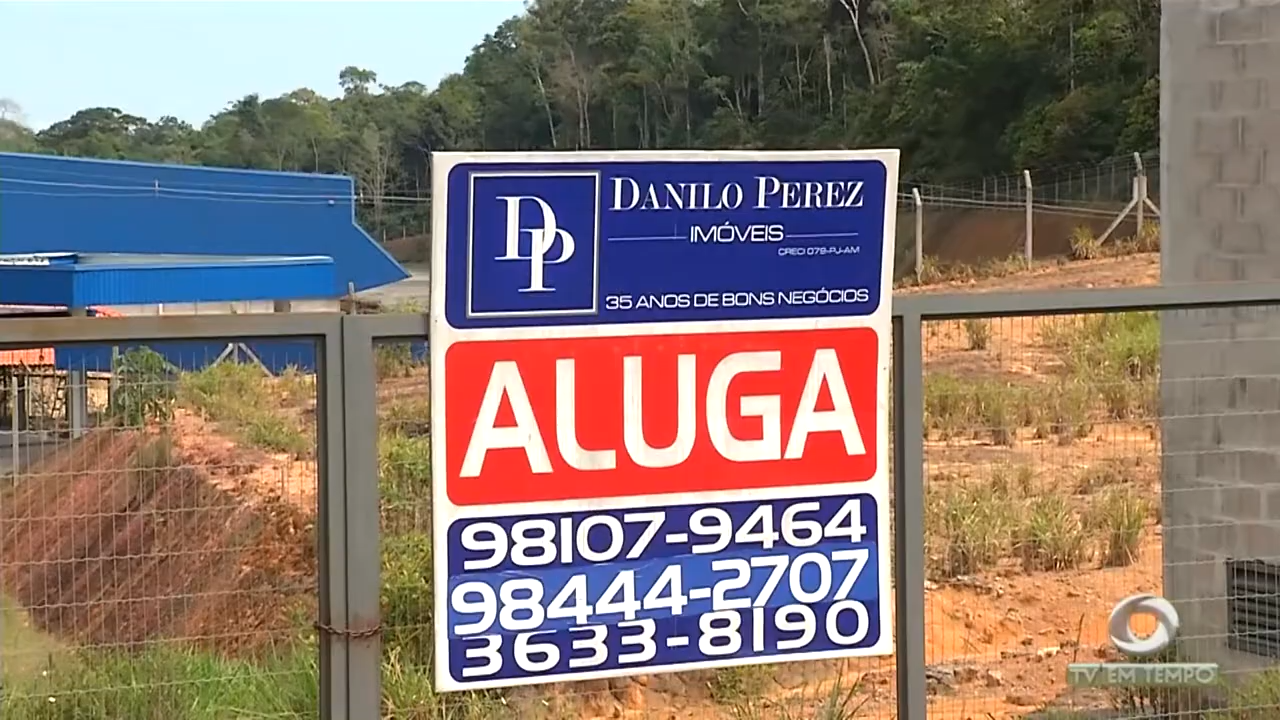 DP
DANILO PEREZ
IMÓVEIS
CRECI 079-PJ-AM
35 ANOS DE BONS NEGÓCIOS
ALUGA
98107-9464
98444-2707
3633-8190
TV EM TEMPO